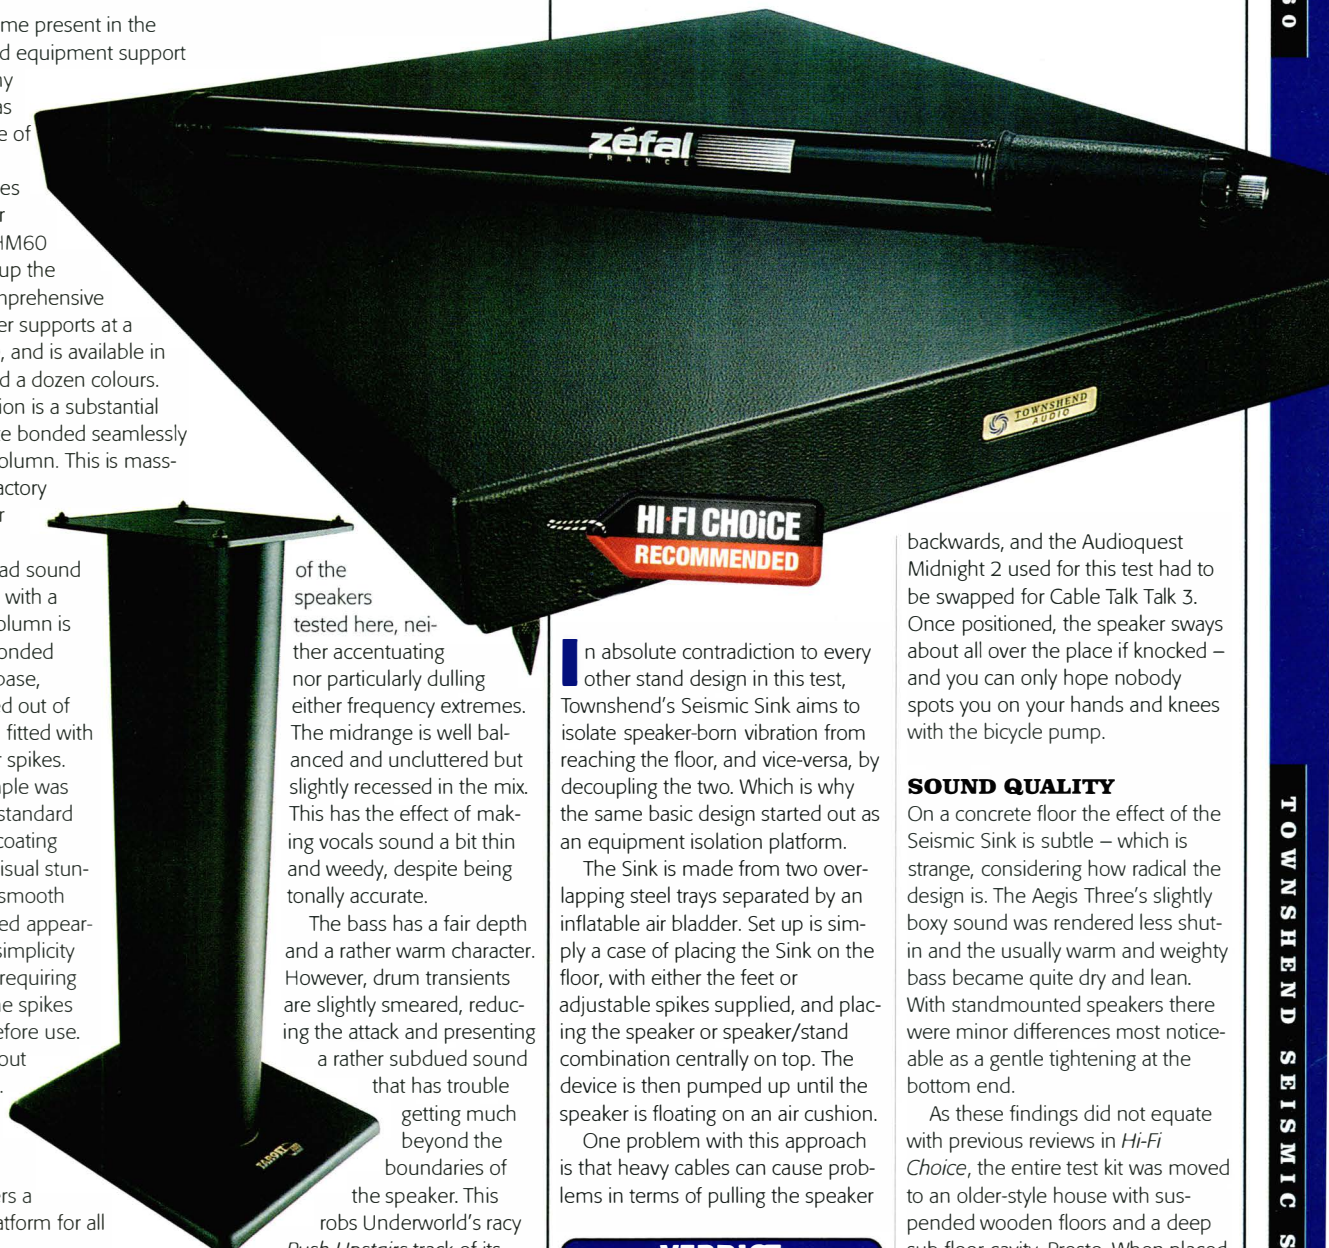 me present in the
d equipment support
ny
as
e of
es
r
HM60
up the
mprehensive
er supports at a
, and is available in
d a dozen colours.
ion is a substantial
te bonded seamlessly
olumn. This is mass-
actory
r
ad sound
with a
olumn is
onded
base,
ed out of
fitted with
r spikes.
ple was
standard
coating
isual stun-
smooth
ed appear-
simplicity
requiring
ne spikes
efore use.
out
.
ers a
atform for all
TARGET
of the
speakers
tested here, nei-
ther accentuating
nor particularly dulling
either frequency extremes.
The midrange is well bal-
anced and uncluttered but
slightly recessed in the mix.
This has the effect of mak-
ing vocals sound a bit thin
and weedy, despite being
tonally accurate.
The bass has a fair depth
and a rather warm character.
However, drum transients
are slightly smeared, reduc-
ing the attack and presenting
a rather subdued sound
that has trouble
getting much
beyond the
boundaries of
the speaker. This
robs Underworld's racy
Push Upstairs track of its
zéfal
FRANCE
TOWNSHEND
AUDIO
HI-FI CHOiCE
RECOMMENDED
In absolute contradiction to every
other stand design in this test,
Townshend's Seismic Sink aims to
isolate speaker-born vibration from
reaching the floor, and vice-versa, by
decoupling the two. Which is why
the same basic design started out as
an equipment isolation platform.
The Sink is made from two over-
lapping steel trays separated by an
inflatable air bladder. Set up is sim-
ply a case of placing the Sink on the
floor, with either the feet or
adjustable spikes supplied, and plac-
ing the speaker or speaker/stand
combination centrally on top. The
device is then pumped up until the
speaker is floating on an air cushion.
One problem with this approach
is that heavy cables can cause prob-
lems in terms of pulling the speaker
VERDICT
backwards, and the Audioquest
Midnight 2 used for this test had to
be swapped for Cable Talk Talk 3.
Once positioned, the speaker sways
about all over the place if knocked –
and you can only hope nobody
spots you on your hands and knees
with the bicycle pump.
SOUND QUALITY
On a concrete floor the effect of the
Seismic Sink is subtle – which is
strange, considering how radical the
design is. The Aegis Three's slightly
boxy sound was rendered less shut-
in and the usually warm and weighty
bass became quite dry and lean.
With standmounted speakers there
were minor differences most notice-
able as a gentle tightening at the
bottom end.
As these findings did not equate
with previous reviews in Hi-Fi
Choice, the entire test kit was moved
to an older-style house with sus-
pended wooden floors and a deep
sub-floor cavity. Presto. When placed
60
TOWNSHEND SEISMIC S